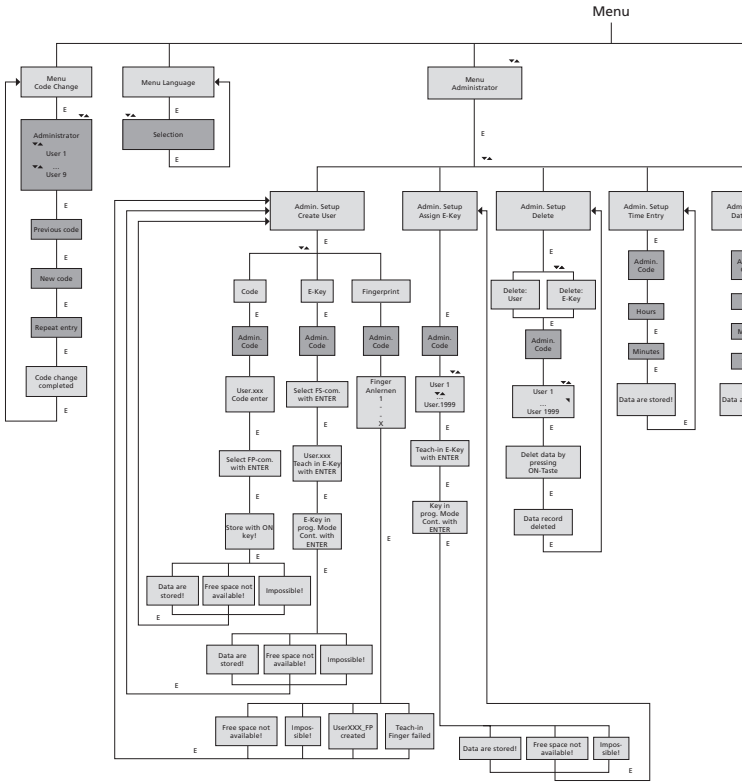 Menu
Menu
Code Change
Menu Language
Menu
Administrator
E
E
E
Administrator
User 1
...
User 9
Selection
E
E
Previous code
E
New code
E
Repeat entry
E
Code change
completed
E
Admin. Setup
Create User
Admin. Setup
Assign E-Key
Admin. Setup
Delete
Admin. Setup
Time Entry
E
Code
E-Key
Fingerprint
E
E
E
Admin.
Code
Admin.
Code
Admin.
Code
E
E
E
User.xxx
Code enter
Select FS-com.
with ENTER
Finger
Anlernen
1
-
-
X
E
E
Select FP-com.
with ENTER
User.xxx
Teach in E-Key
with ENTER
E
E
Store with ON
key!
E-Key in
prog. Mode
Cont. with
ENTER
E
E
E
Data are
stored!
Free space not
available!
Impossible!
E
Data are
stored!
Free space not
available!
Impossible!
E
Free space not
available!
Impos-
sible!
UserXXX_FP
created
Teach-in
Finger failed
E
E
Admin.
Code
E
User 1
...
User.1999
E
Teach-in E-Key
with ENTER
E
Key in
prog. Mode
Cont. with
ENTER
E
Data are stored!
Free space not
available!
Impos-
sible!
E
E
Delete:
User
Delete:
E-Key
E
Admin.
Code
E
User 1
...
User 1999
E
Delet data by
pressing
ON-Taste
E
Data record
deleted
E
E
Admin.
Code
E
Hours
E
Minutes
E
Data are stored!
E